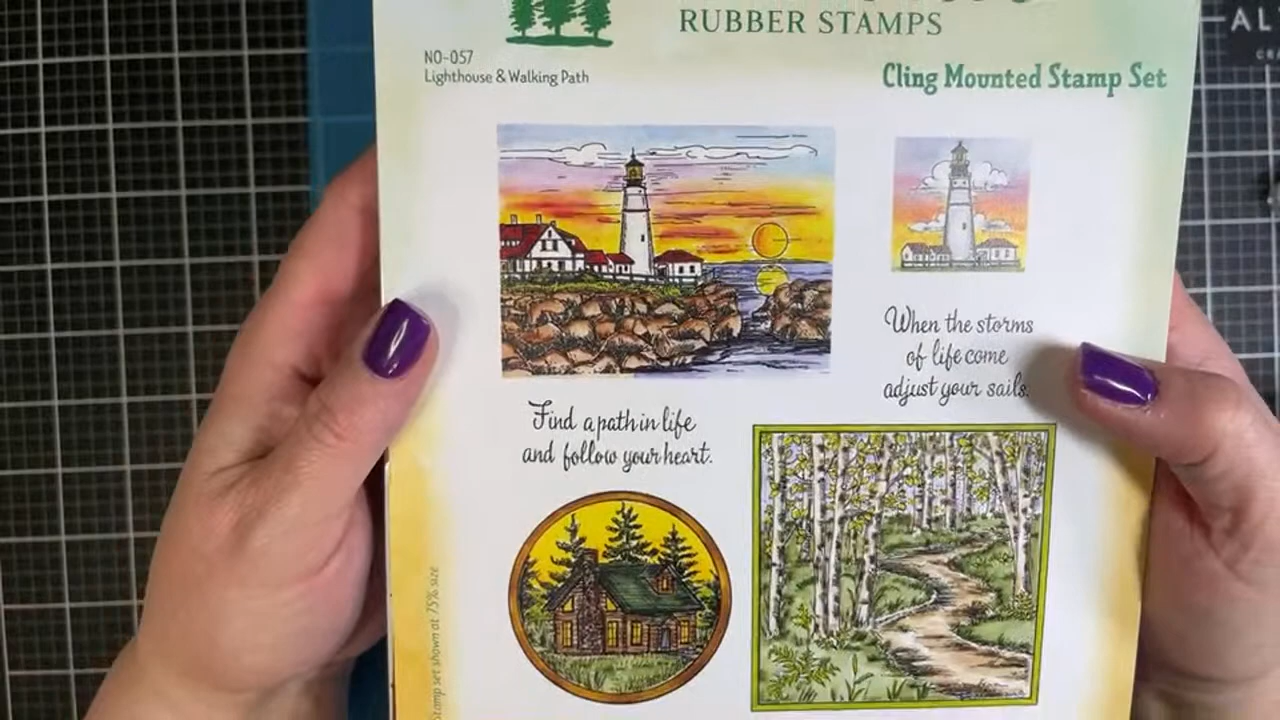 RUBBER STAMPS
NO-057
Lighthouse & Walking Path
Cling Mounted Stamp Set
When the storms
of life come
adjust your sails.
Find a path in life
and follow your heart.
stamp set shown at 75% size